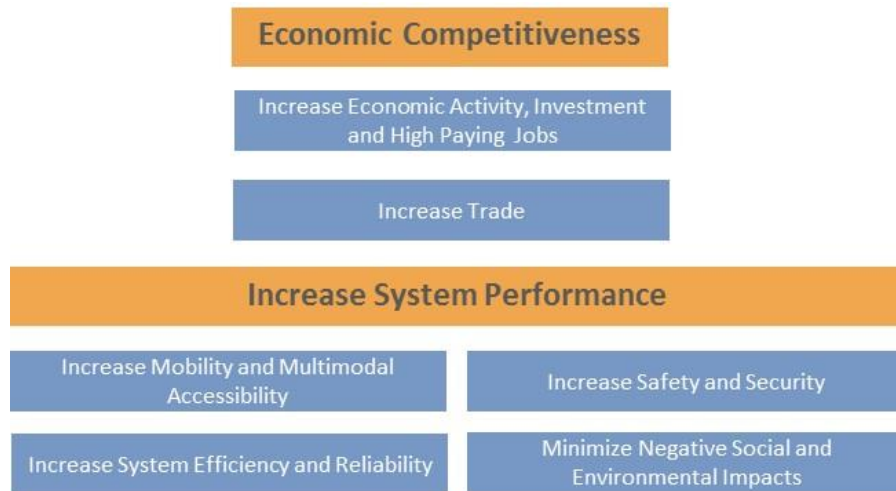 Economic Competitiveness
Increase Economic Activity, Investment
and High Paying Jobs
Increase Trade
Increase System Performance
Increase Mobility and Multimodal
Accessibility
Increase Safety and Security
Increase System Efficiency and Reliability
Minimize Negative Social and
Environmental Impacts